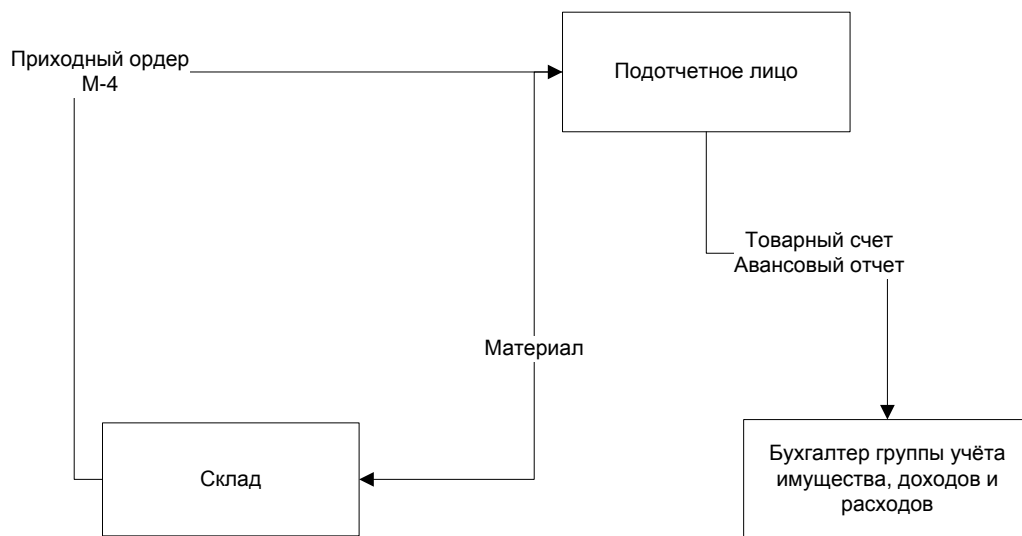 Приходный ордер
М-4
Подотчетное лицо
Товарный счет
Авансовый отчет
Материал
Склад
Бухгалтер группы учёта
имущества, доходов и
расходов